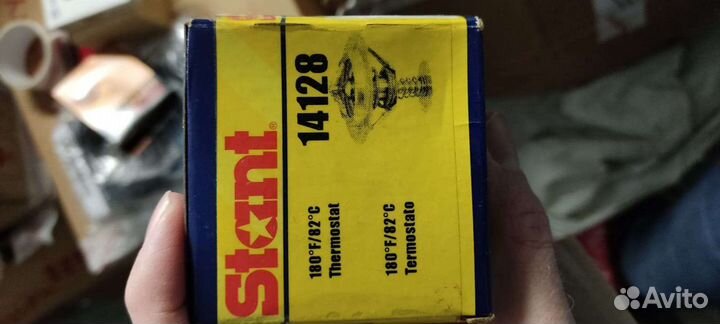 Stant®
14128
180°F/82°C
Thermostat
180°F/82°C
Termostato
Avito